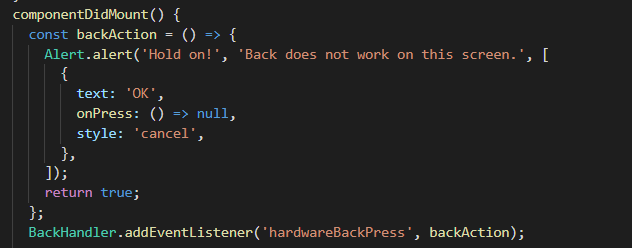 componentDidMount() {
const backAction = () => {
Alert.alert('Hold on!', 'Back does not work on this screen.', [
{
text: 'OK',
onPress: () => null,
style: 'cancel',
},
]);
return true;
};
BackHandler.addEventListener('hardwareBackPress', backAction);